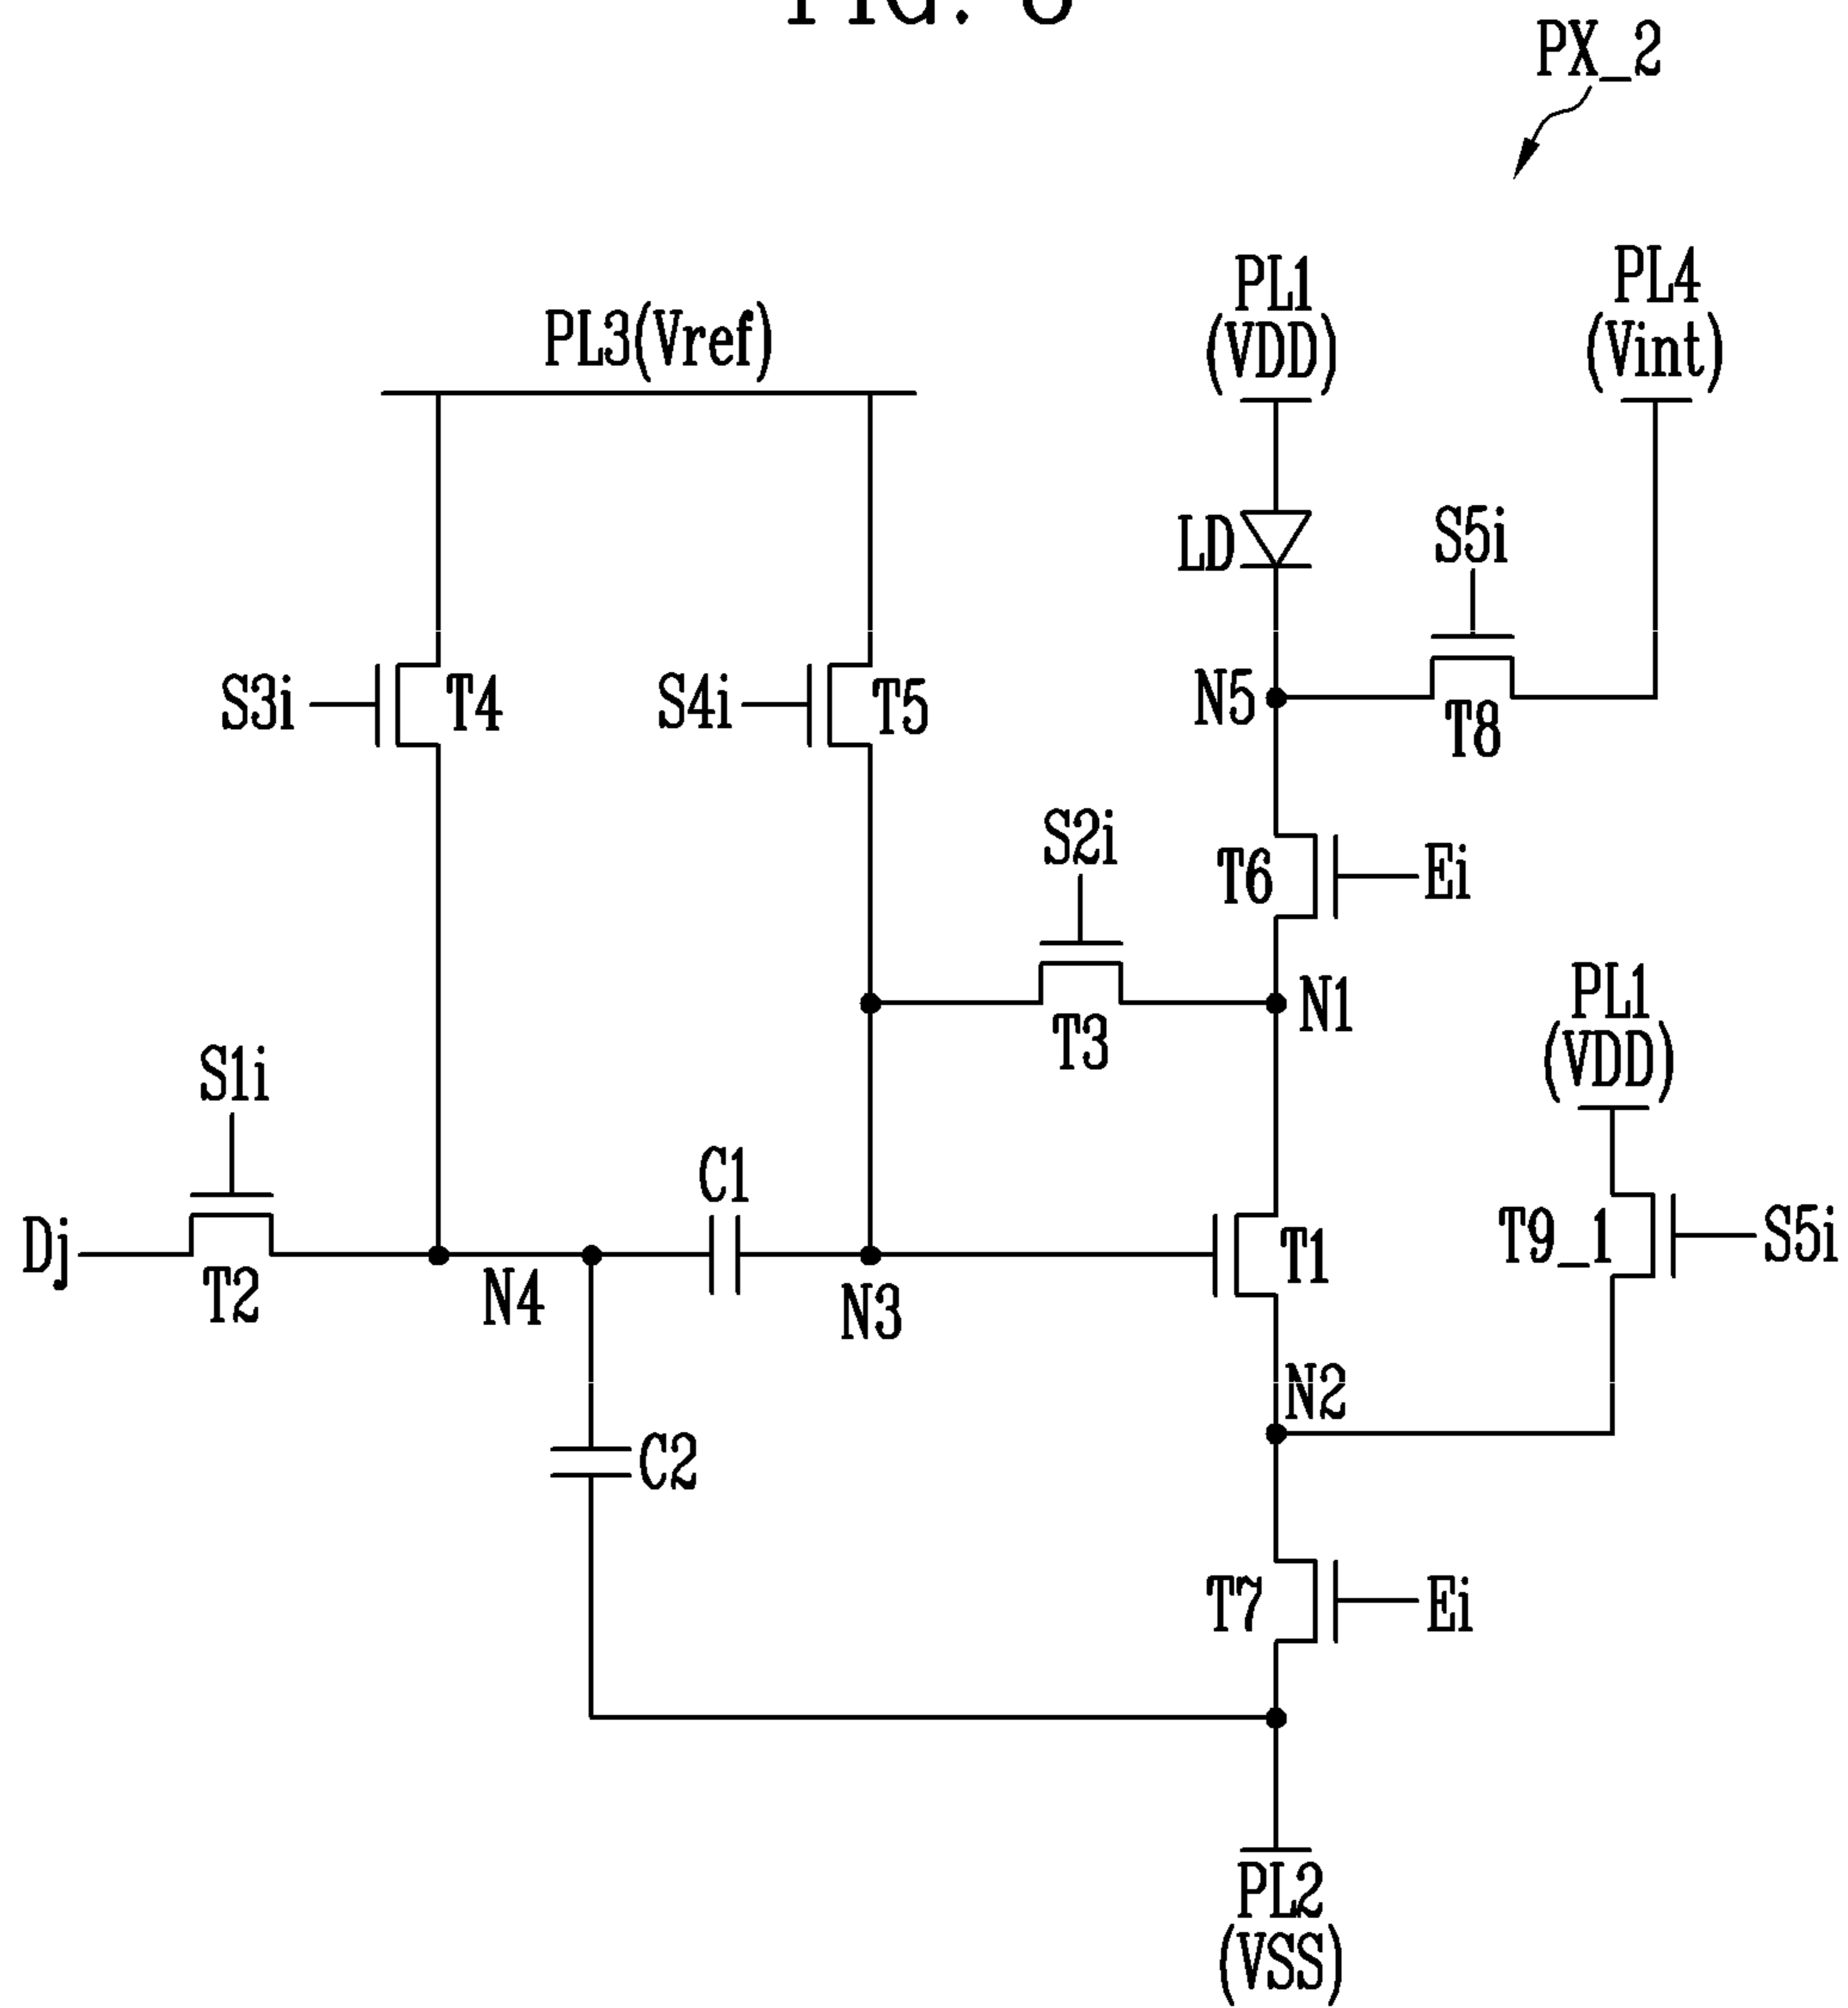 PX_2
PL1
(VDD)
PL4
(Vint)
PL3(Vref)
LD
S5i
S3i
T4
S4i
T5
N5
T8
S2i
T6
Ei
N1
T3
PL1
(VDD)
S1i
C1
Dj
T2
N4
N3
T1
T9_1
S5i
N2
C2
T7
Ei
PL2
(VSS)